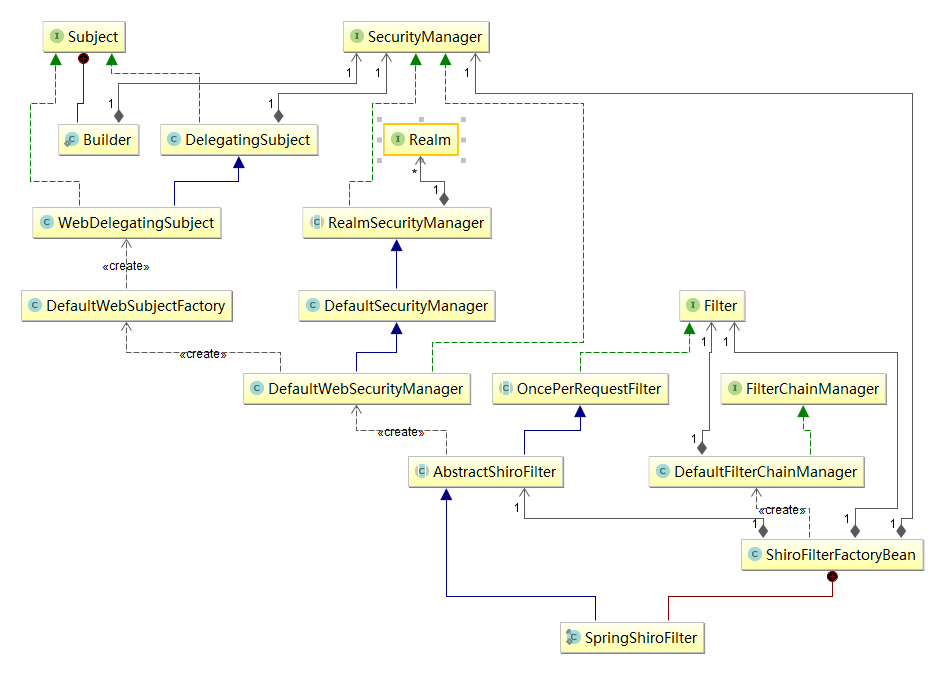 I Subject
I SecurityManager
1
1
1
1
1
C Builder
C DelegatingSubject
I Realm
*
1
C WebDelegatingSubject
C RealmSecurityManager
«create»
C DefaultWebSubjectFactory
C DefaultSecurityManager
I Filter
1
1
«create»
C DefaultWebSecurityManager
C OncePerRequestFilter
I FilterChainManager
«create»
1
C AbstractShiroFilter
C DefaultFilterChainManager
1
«create»
1
1
1
C ShiroFilterFactoryBean
C SpringShiroFilter